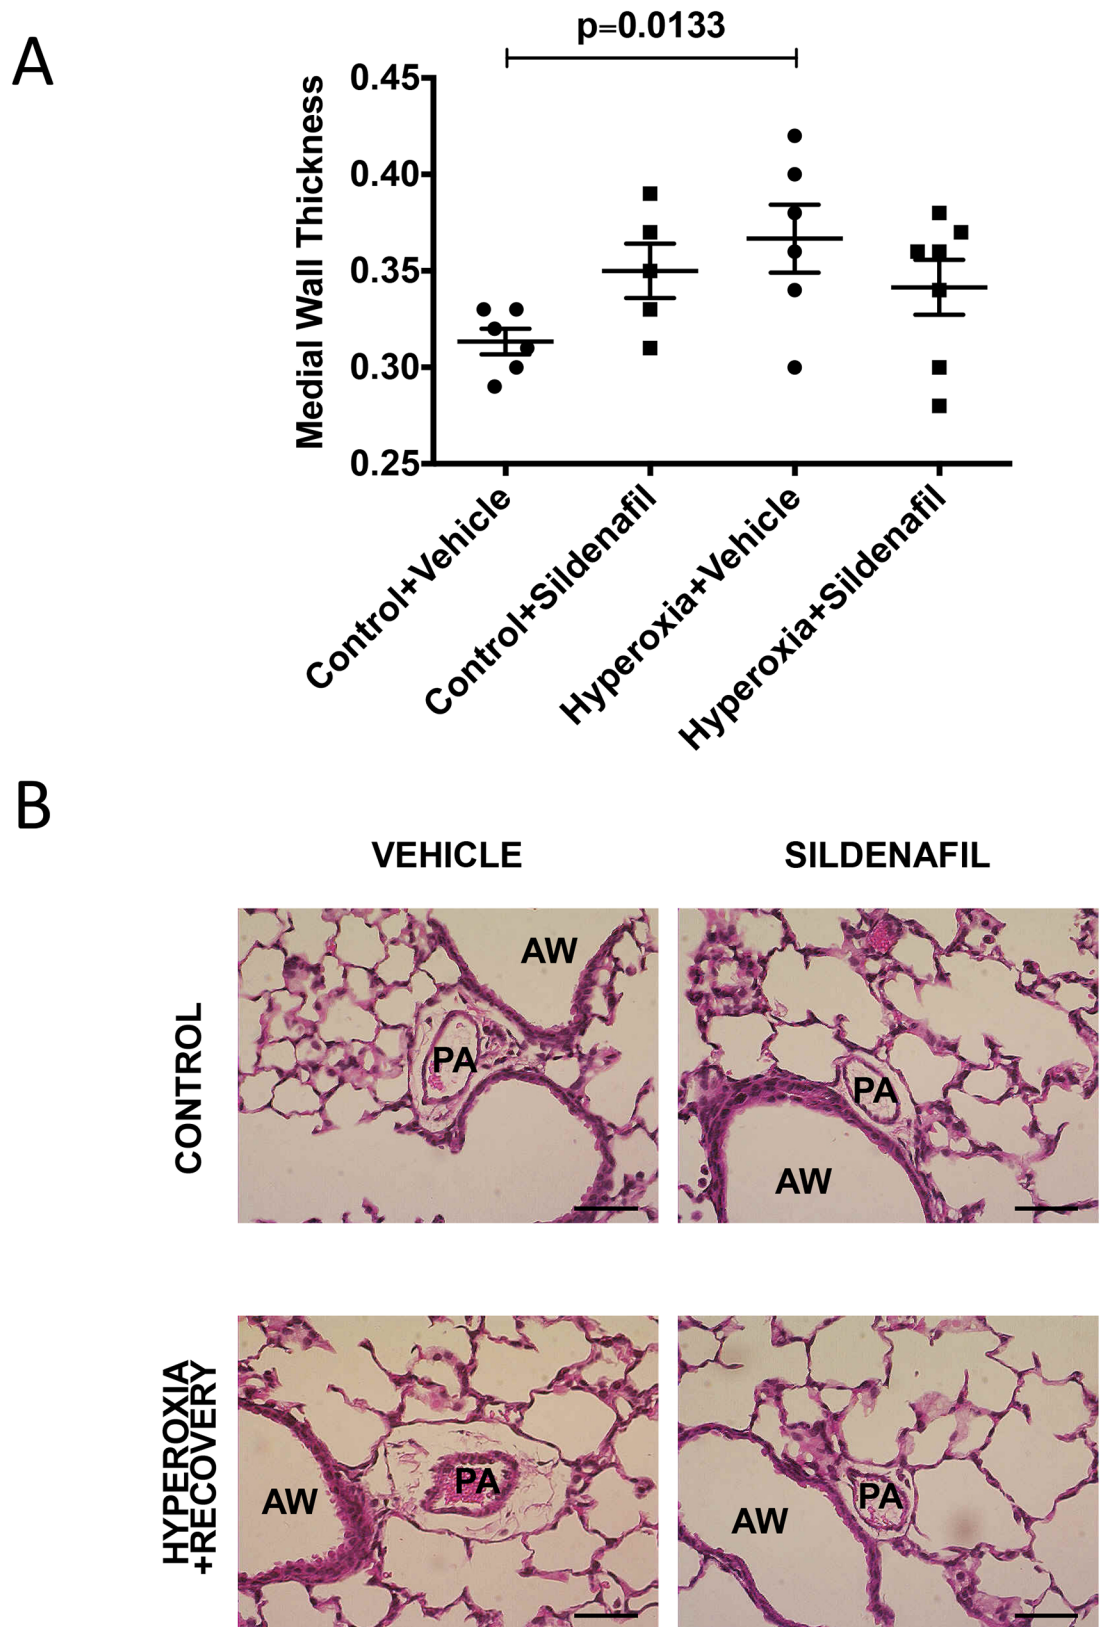 A
p=0.0133
Medial Wall Thickness
0.45
0.40
0.35
0.30
0.25
Control+Vehicle
Control+Sildenafil
Hyperoxia+Vehicle
Hyperoxia+Sildenafil
B
VEHICLE
SILDENAFIL
CONTROL
AW
PA
PA
AW
HYPEROXIA
+RECOVERY
AW
PA
PA
AW